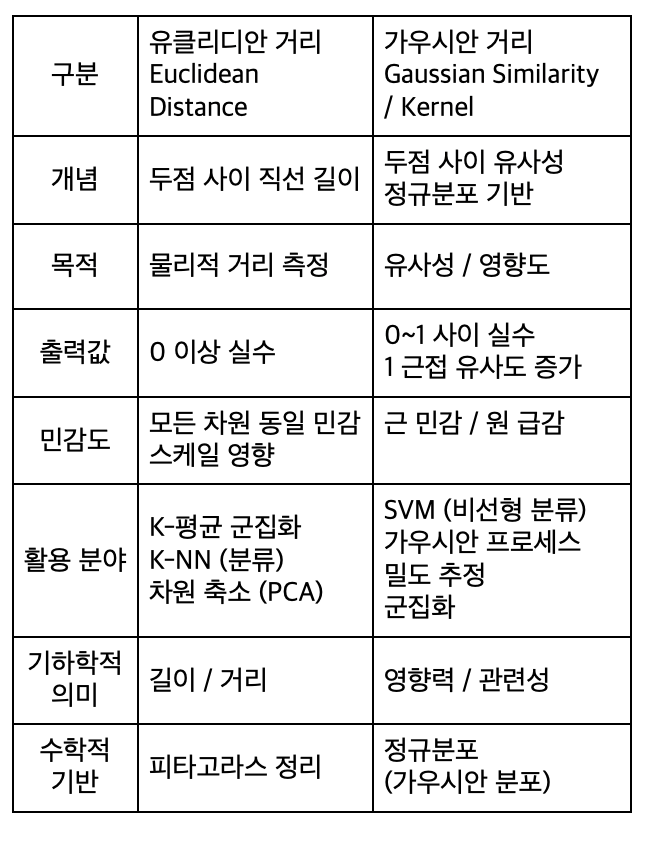 구분
유클리디안 거리
Euclidean
Distance
가우시안 거리
Gaussian Similarity
/ Kernel
개념
두점 사이 직선 길이
두점 사이 유사성
정규분포 기반
목적
물리적 거리 측정
유사성 / 영향도
출력값
0 이상 실수
0~1 사이 실수
1 근접 유사도 증가
민감도
모든 차원 동일 민감
스케일 영향
근 민감 / 원 급감
활용 분야
K-평균 군집화
K-NN (분류)
차원 축소 (PCA)
SVM (비선형 분류)
가우시안 프로세스
밀도 추정
군집화
기하학적
의미
길이 / 거리
영향력 / 관련성
수학적
기반
피타고라스 정리
정규분포
(가우시안 분포)